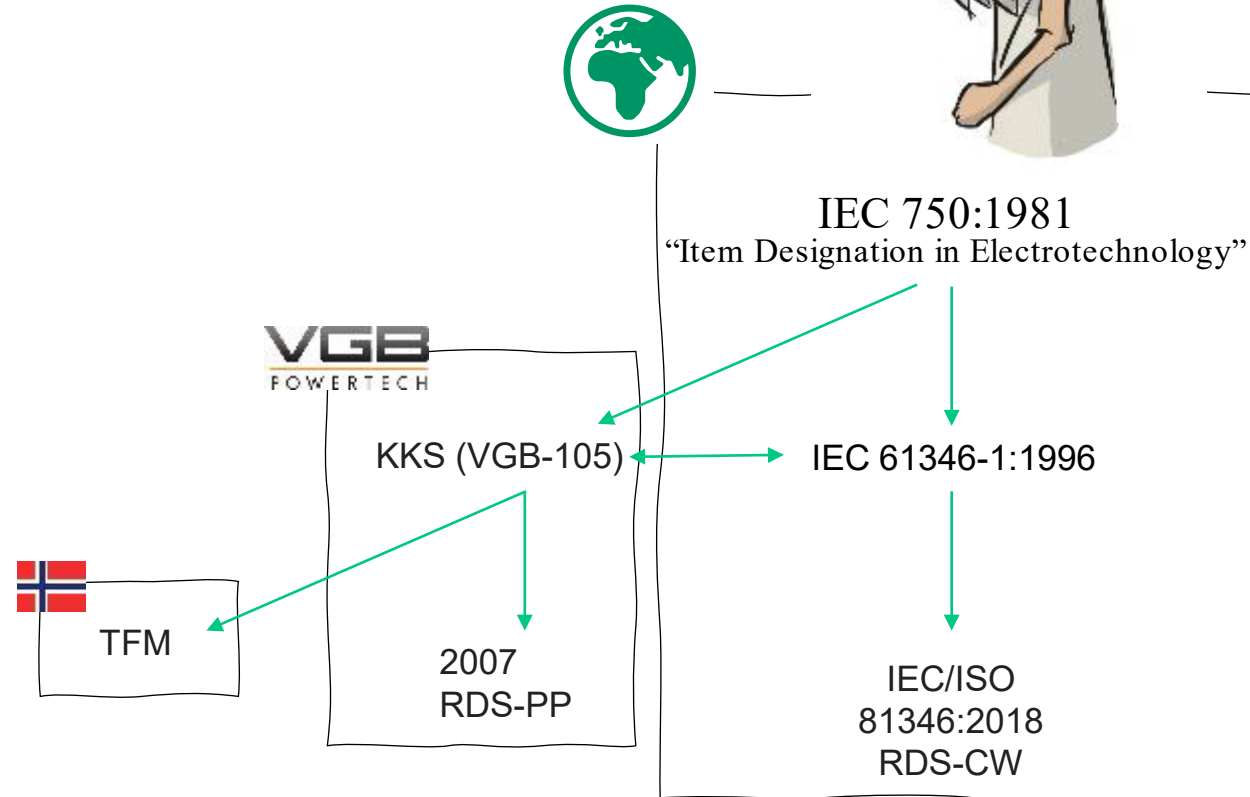 IEC 750:1981
“Item Designation in Electrotechnology”
VGB
POWERTECH
KKS (VGB-105)
IEC 61346-1:1996
TFM
2007
RDS-PP
IEC/ISO
81346:2018
RDS-CW